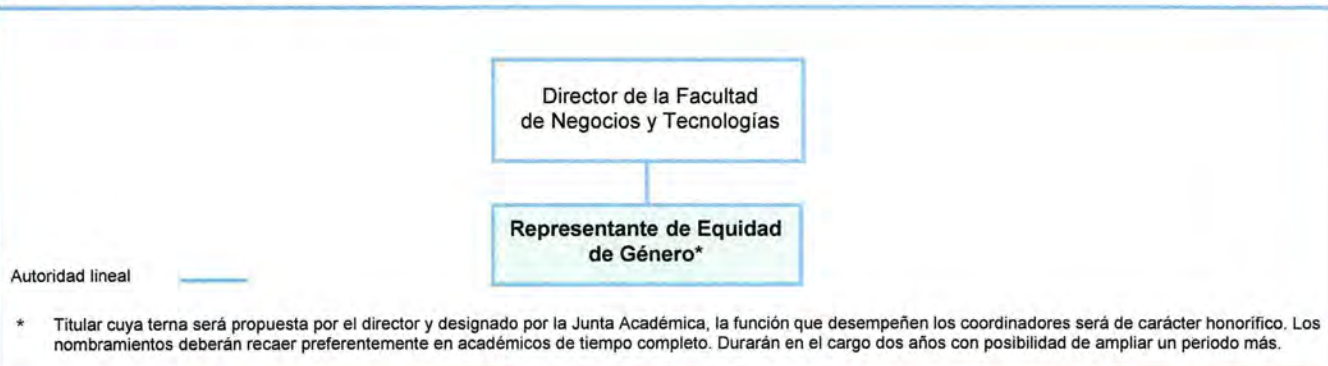 Director de la Facultad
de Negocios y Tecnologías
Representante de Equidad
de Género*
Autoridad lineal
* Titular cuya terna será propuesta por el director y designado por la Junta Académica, la función que desempeñen los coordinadores será de carácter honorifico. Los
nombramientos deberán recaer preferentemente en académicos de tiempo completo. Durarán en el cargo dos años con posibilidad de ampliar un periodo más.